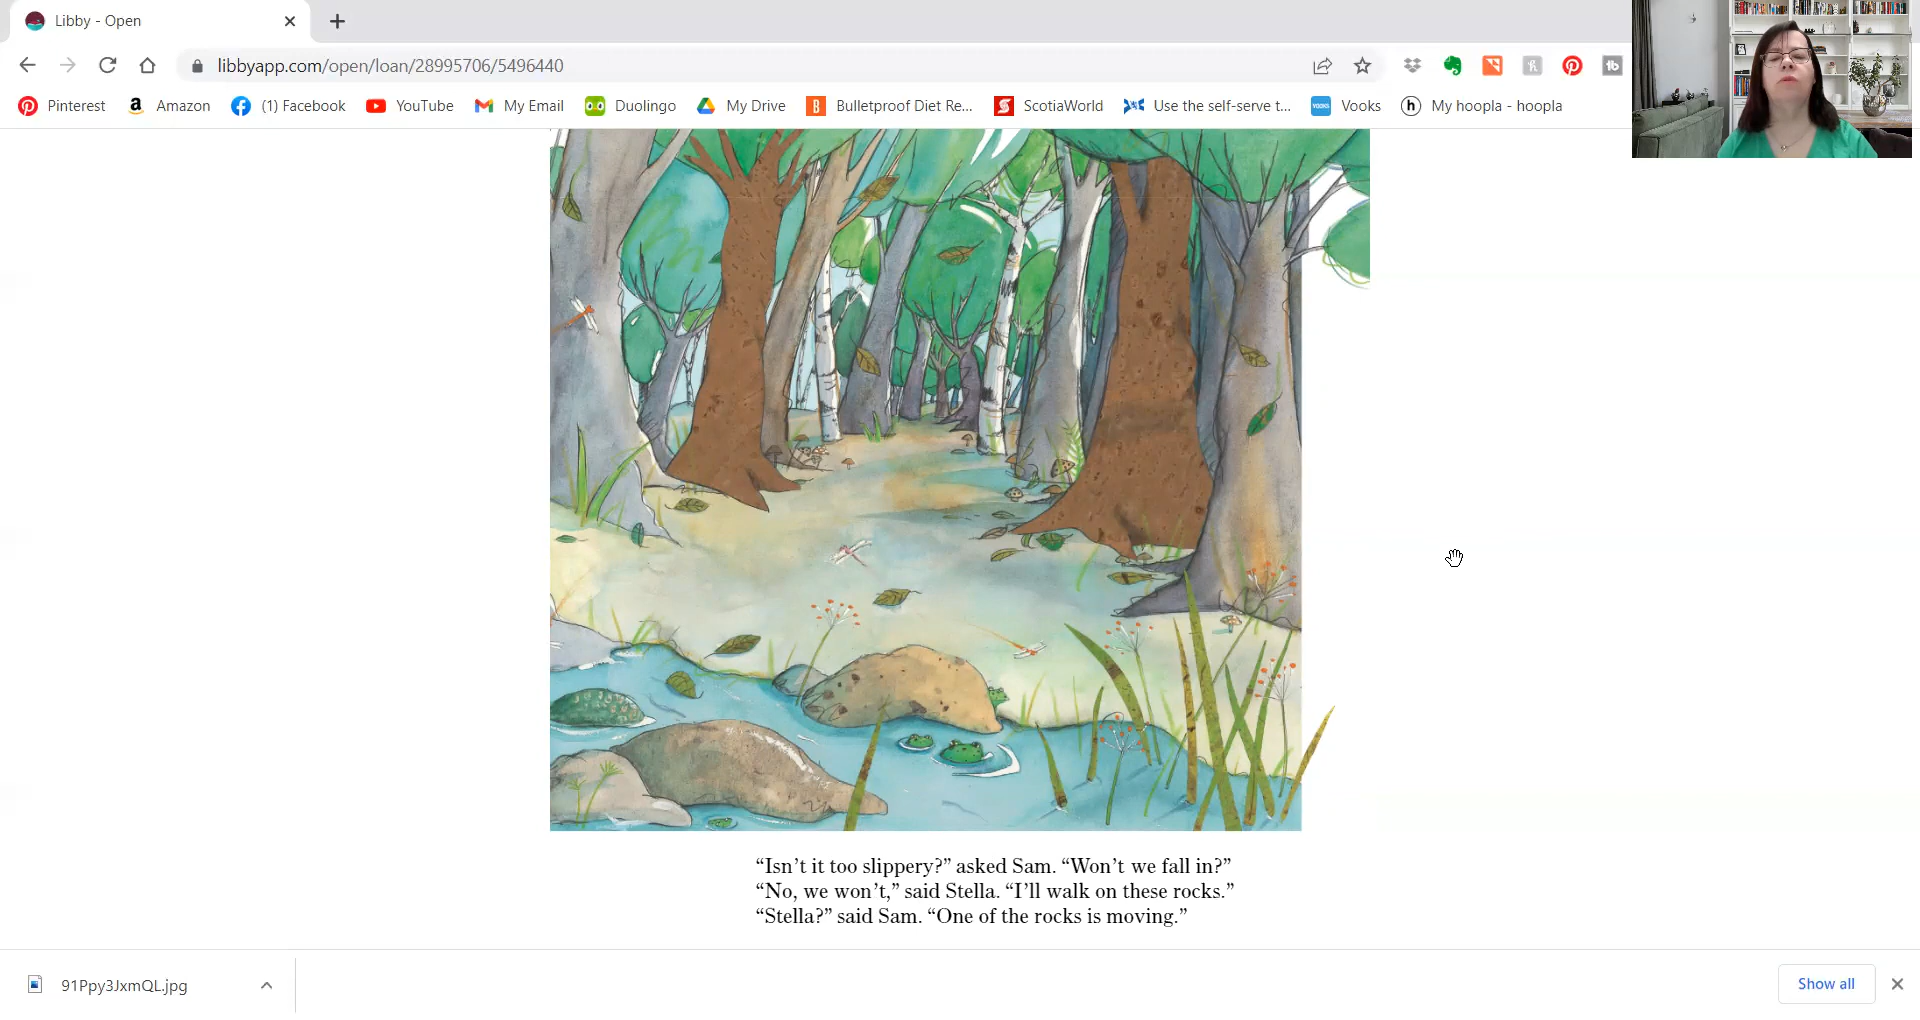 Libby - Open
libbyapp.com/open/loan/28995706/5496440
Pinterest
Amazon
(1) Facebook
YouTube
My Email
Duolingo
My Drive
Bulletproof Diet Re...
ScotiaWorld
Use the self-serve t...
VOOKS
Vooks
h
My hoopla - hoopla
“Isn’t it too slippery?” asked Sam. “Won’t we fall in?”
“No, we won’t,” said Stella. “I’ll walk on these rocks.”
“Stella?” said Sam. “One of the rocks is moving.”
91Ppy3JxmQL.jpg
Show all